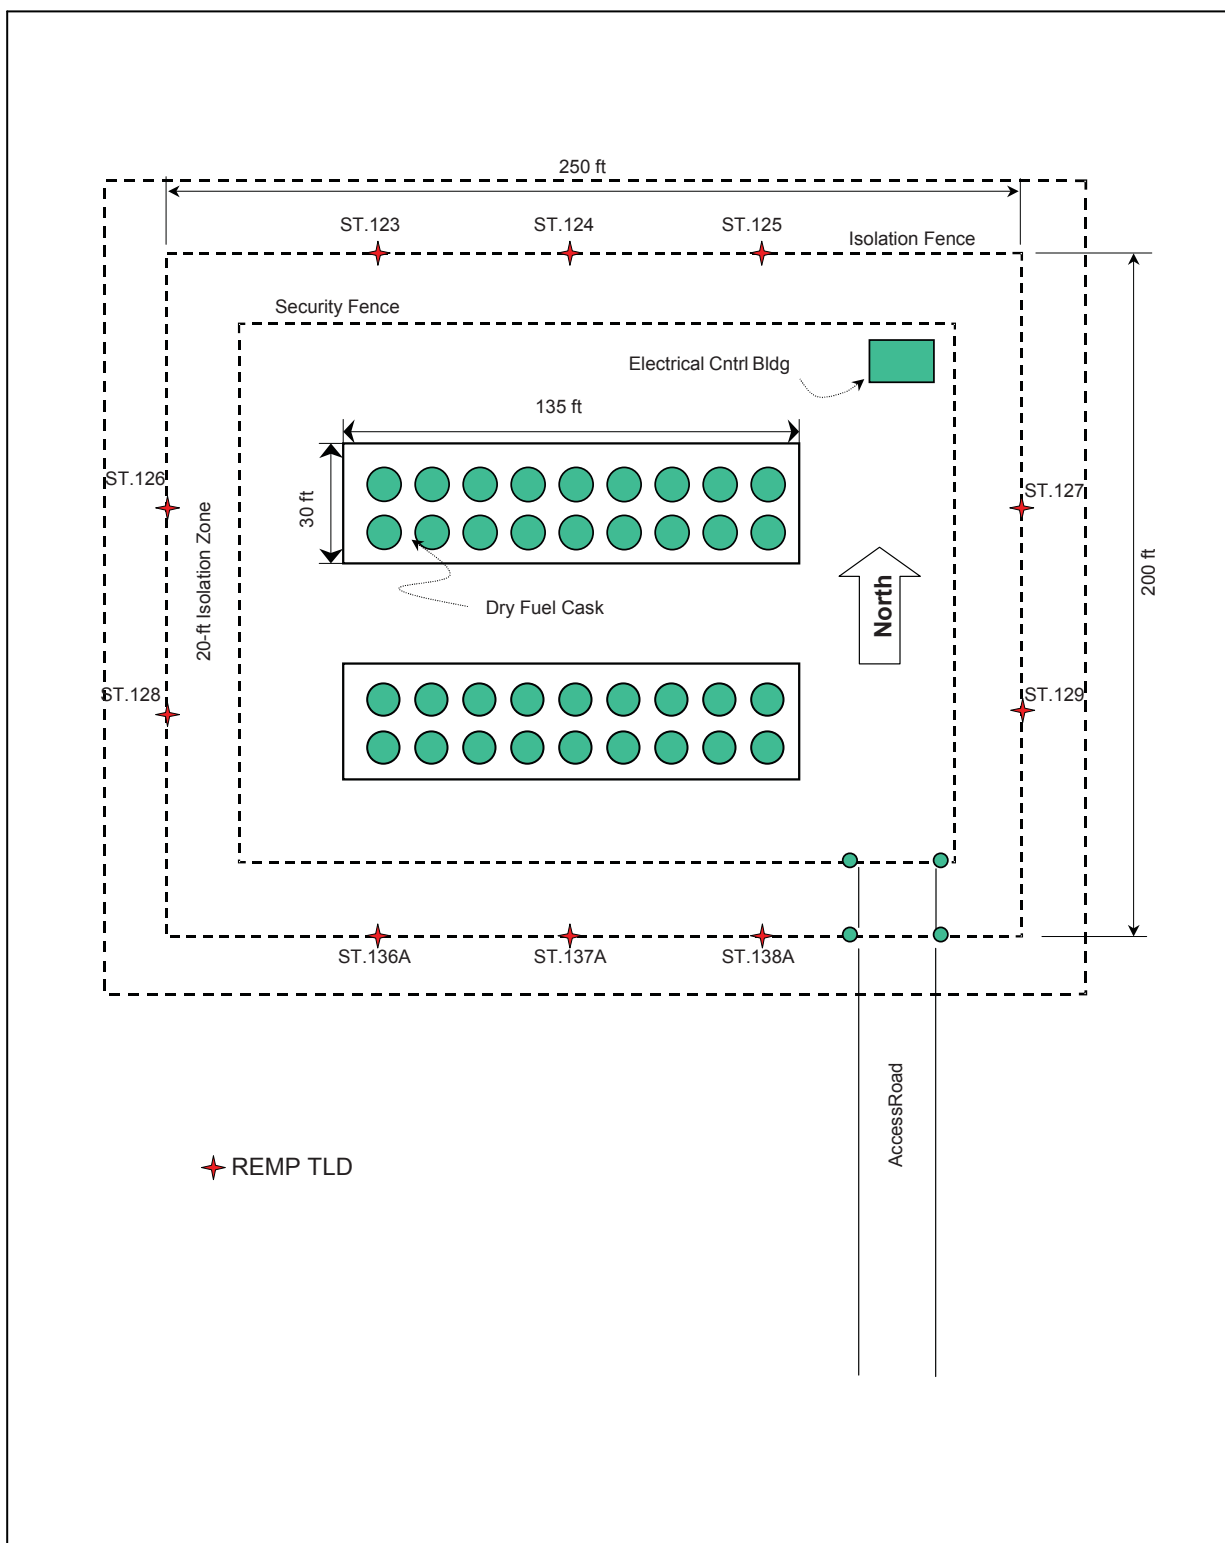 250 ft
ST.123
ST.124
ST.125
Isolation Fence
Security Fence
Electrical Cntrl Bldg
135 ft
ST.126
ST.127
30 ft
20-ft Isolation Zone
North
200 ft
Dry Fuel Cask
ST.128
ST.129
ST.136A
ST.137A
ST.138A
AccessRoad
REMP TLD